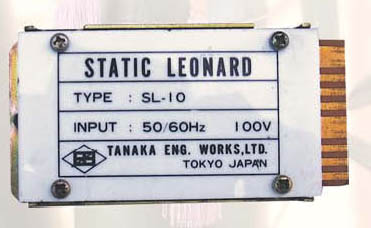 STATIC LEONARD
TYPE : SL-10
INPUT : 50/60Hz 100V
TANAKA ENG. WORKS,LTD.
TOKYO JAPAN